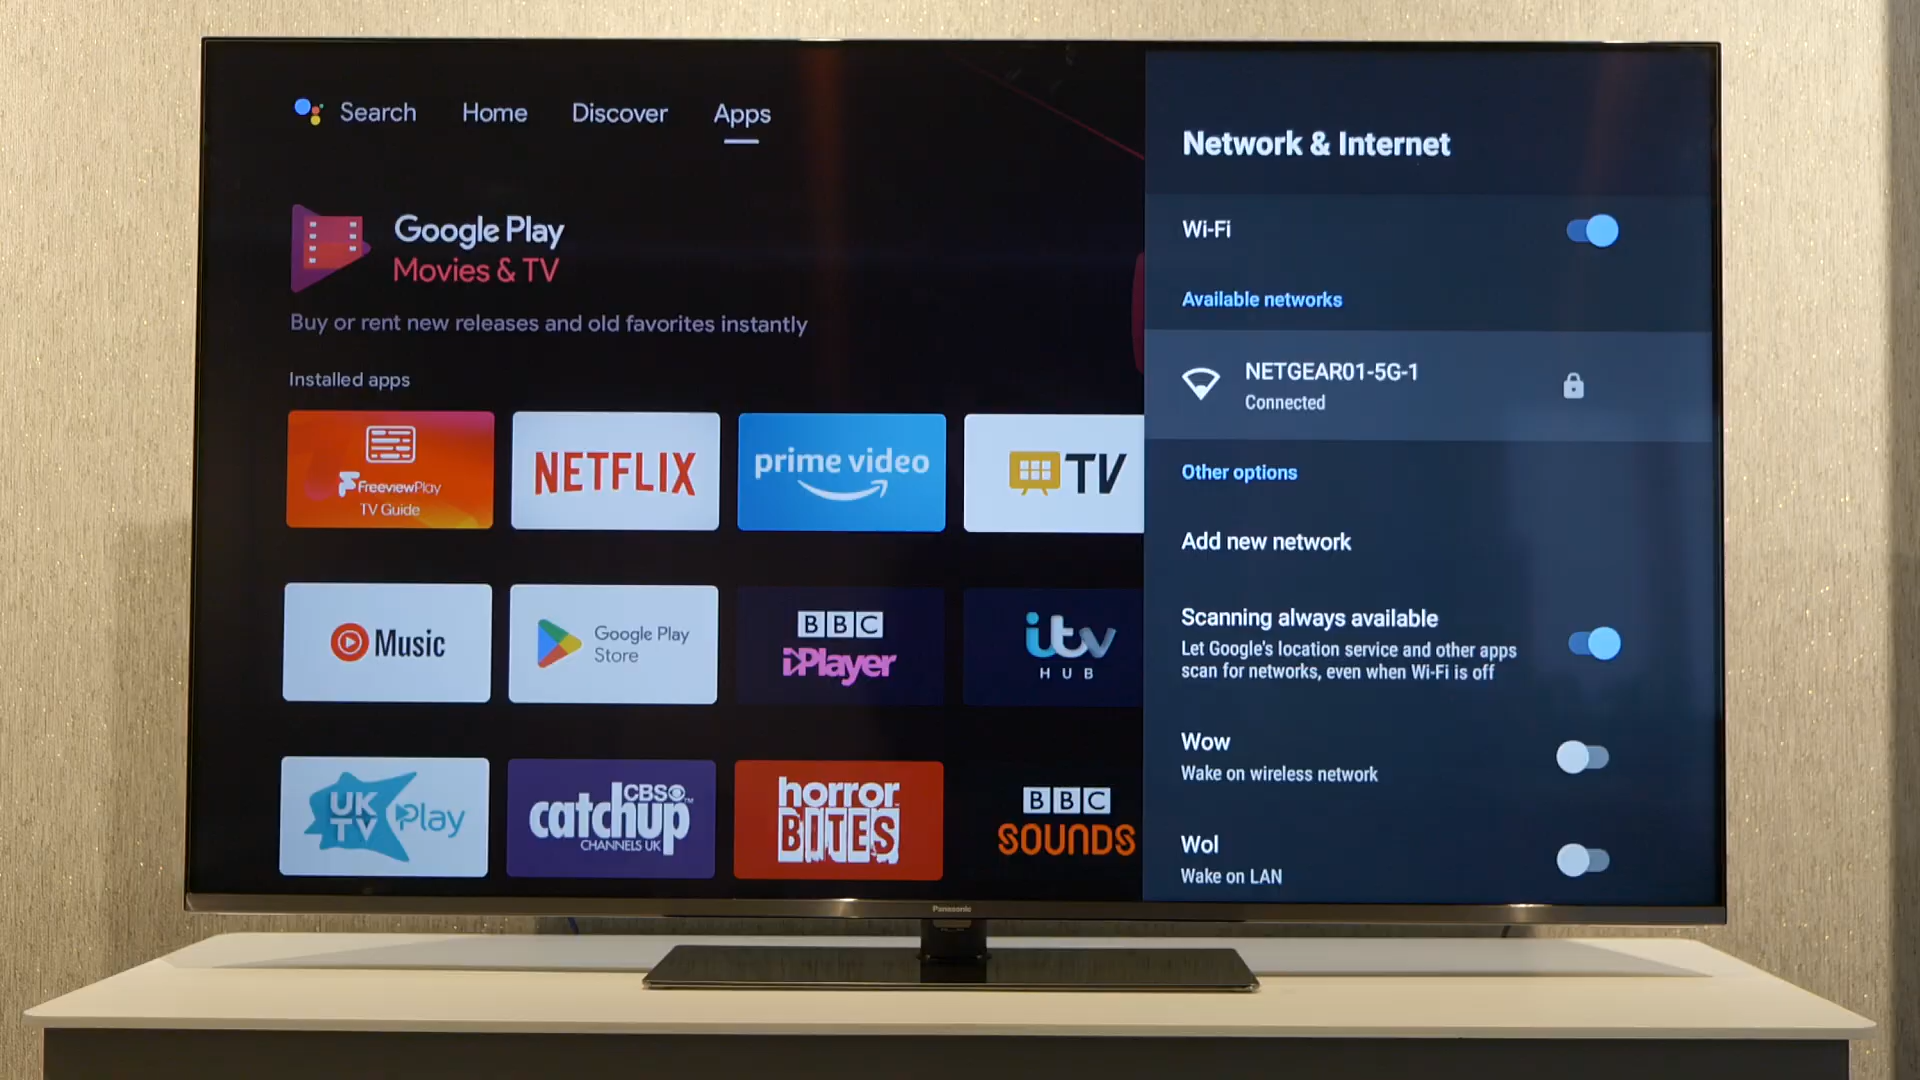 Search Home Discover Apps
Google Play
Movies & TV
Buy or rent new releases and old favorites instantly
Installed apps
FreeviewPlay
TV Guide
NETFLIX
prime video
TV
Music
Google Play
Store
BBC
iPlayer
itv
HUB
UK
TV Play
CBS
catchup
CHANNELS UK
horror
BITES
BBC
SOUNDS
Network & Internet
Wi-Fi
Available networks
NETGEAR01-5G-1
Connected
Other options
Add new network
Scanning always available
Let Google's location service and other apps
scan for networks, even when Wi-Fi is off
Wow
Wake on wireless network
Wol
Wake on LAN
Panasonic